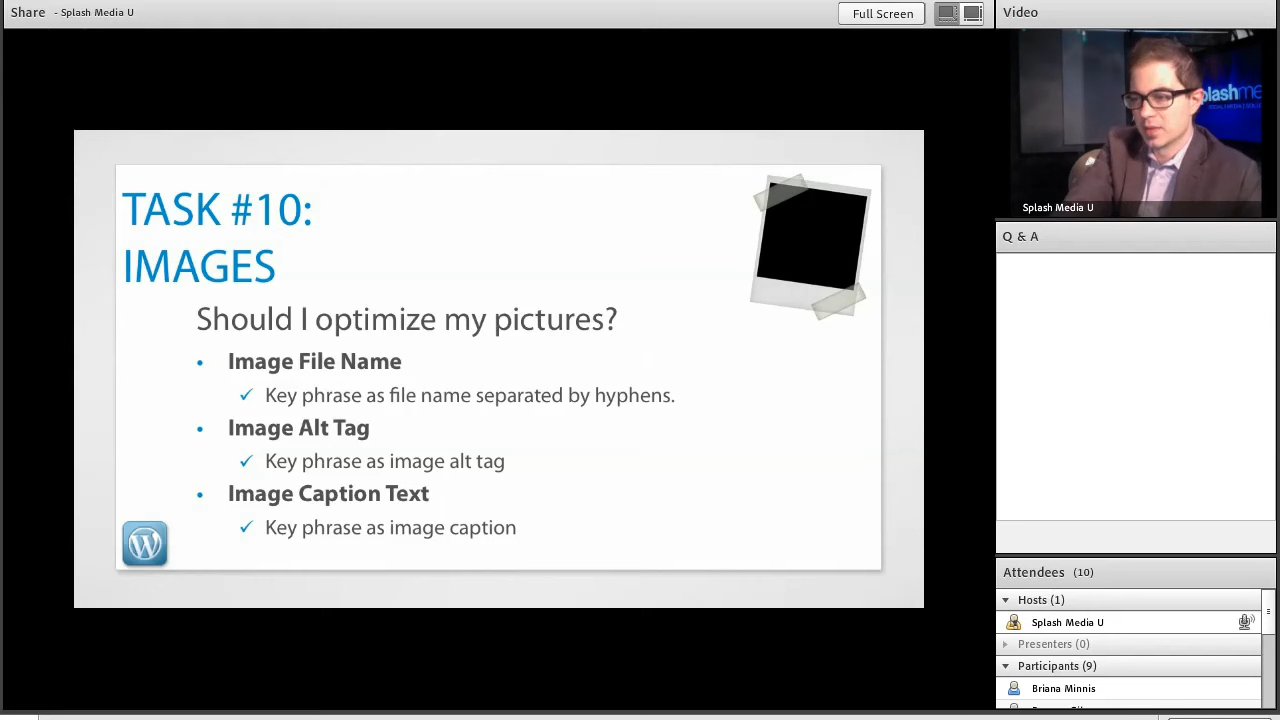 Share - Splash Media U
Full Screen
Video
TASK #10:
IMAGES
Should I optimize my pictures?
• Image File Name
✓ Key phrase as file name separated by hyphens.
• Image Alt Tag
✓ Key phrase as image alt tag
• Image Caption Text
✓ Key phrase as image caption
Splash Media U
Q & A
Attendees (10)
Hosts (1)
Splash Media U
Presenters (0)
Participants (9)
Briana Minnis